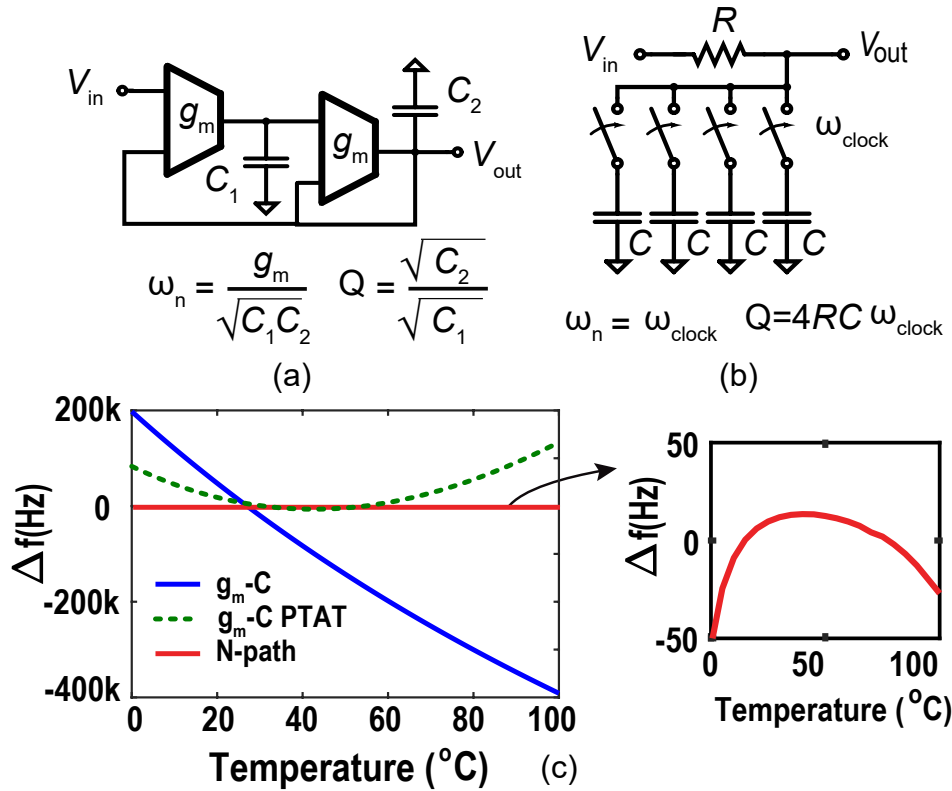 V_in
g_m
C_1
g_m
C_2
V_out
ω_n = g_m / √(C_1C_2)   Q = √C_2 / √C_1
(a)
R
V_in
V_out
ω_clock
C C C C
ω_n = ω_clock   Q=4RC ω_clock
(b)
200k
0
-200k
-400k
Δf(Hz)
g_m-C
g_m-C PTAT
N-path
0 20 40 60 80 100
Temperature (°C)
(c)
50
0
-50
Δf(Hz)
0 50 100
Temperature (°C)